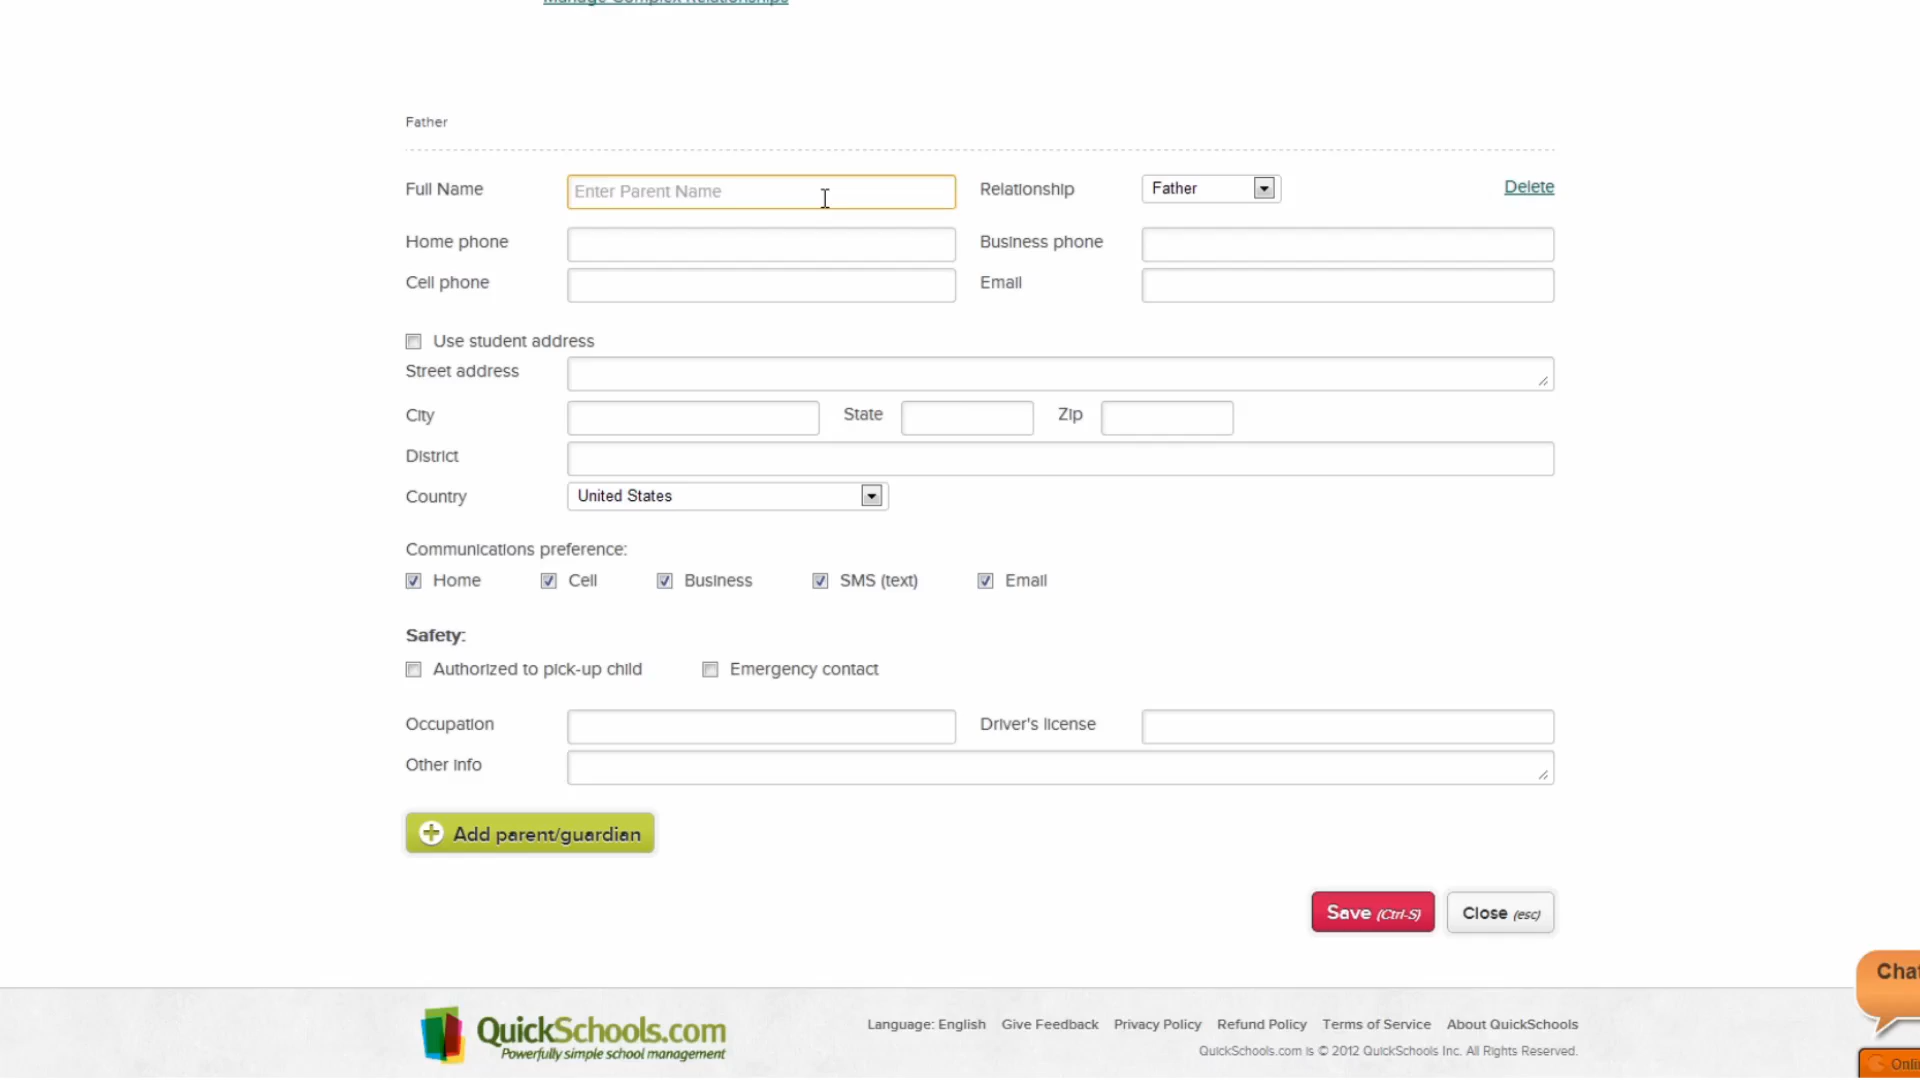 Manage Complex Relationships
Father
Full Name Enter Parent Name Relationship Father Delete
Home phone Business phone
Cell phone Email
Use student address
Street address
City State Zip
District
Country United States
Communications preference:
Home Cell Business SMS (text) Email
Safety:
Authorized to pick-up child Emergency contact
Occupation Driver's license
Other info
Add parent/guardian
Save (Ctrl-S) Close (esc)
Chat
QuickSchools.com
Powerfully simple school management
Language: English Give Feedback Privacy Policy Refund Policy Terms of Service About QuickSchools
QuickSchools.com is © 2012 QuickSchools Inc. All Rights Reserved.